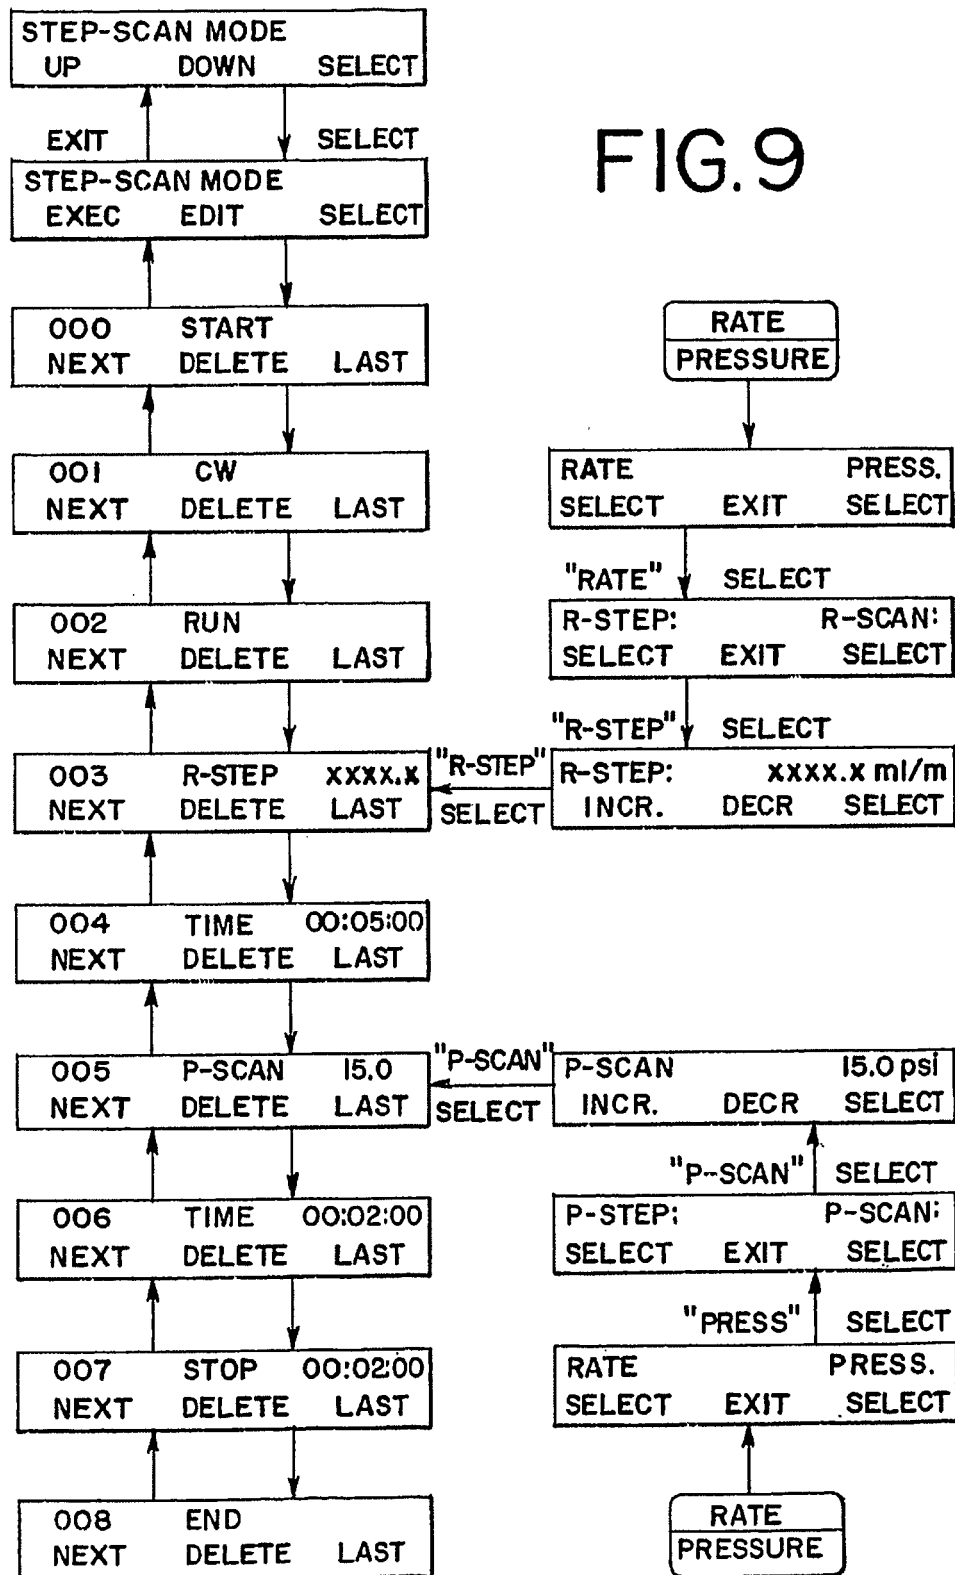 STEP-SCAN MODE
UP DOWN SELECT
EXIT SELECT
STEP-SCAN MODE
EXEC EDIT SELECT
FIG.9
000 START
NEXT DELETE LAST
001 CW
NEXT DELETE LAST
002 RUN
NEXT DELETE LAST
003 R-STEP XXXX.X
NEXT DELETE LAST
004 TIME 00:05:00
NEXT DELETE LAST
005 P-SCAN 15.0
NEXT DELETE LAST
006 TIME 00:02:00
NEXT DELETE LAST
007 STOP 00:02:00
NEXT DELETE LAST
008 END
NEXT DELETE LAST
RATE
PRESSURE
RATE PRESS.
SELECT EXIT SELECT
"RATE" SELECT
R-STEP: R-SCAN:
SELECT EXIT SELECT
"R-STEP" SELECT
R-STEP: XXXX.X ml/m
INCR. DECR SELECT
"R-STEP"
SELECT
"P-SCAN"
SELECT
P-SCAN 15.0 psi
INCR. DECR SELECT
"P-SCAN" SELECT
P-STEP: P-SCAN:
SELECT EXIT SELECT
"PRESS" SELECT
RATE PRESS.
SELECT EXIT SELECT
RATE
PRESSURE